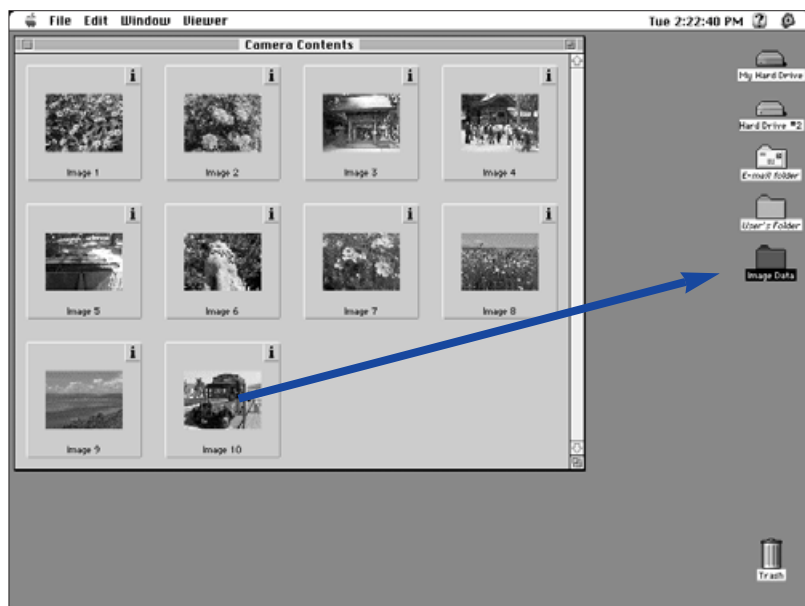 File Edit Window Viewer
Tue 2:22:40 PM
Camera Contents
Image 1 Image 2 Image 3 Image 4
Image 5 Image 6 Image 7 Image 8
Image 9 Image 10
My Hard Drive
Hard Drive #2
E-mail folder
User's Folder
Image Data
Trash